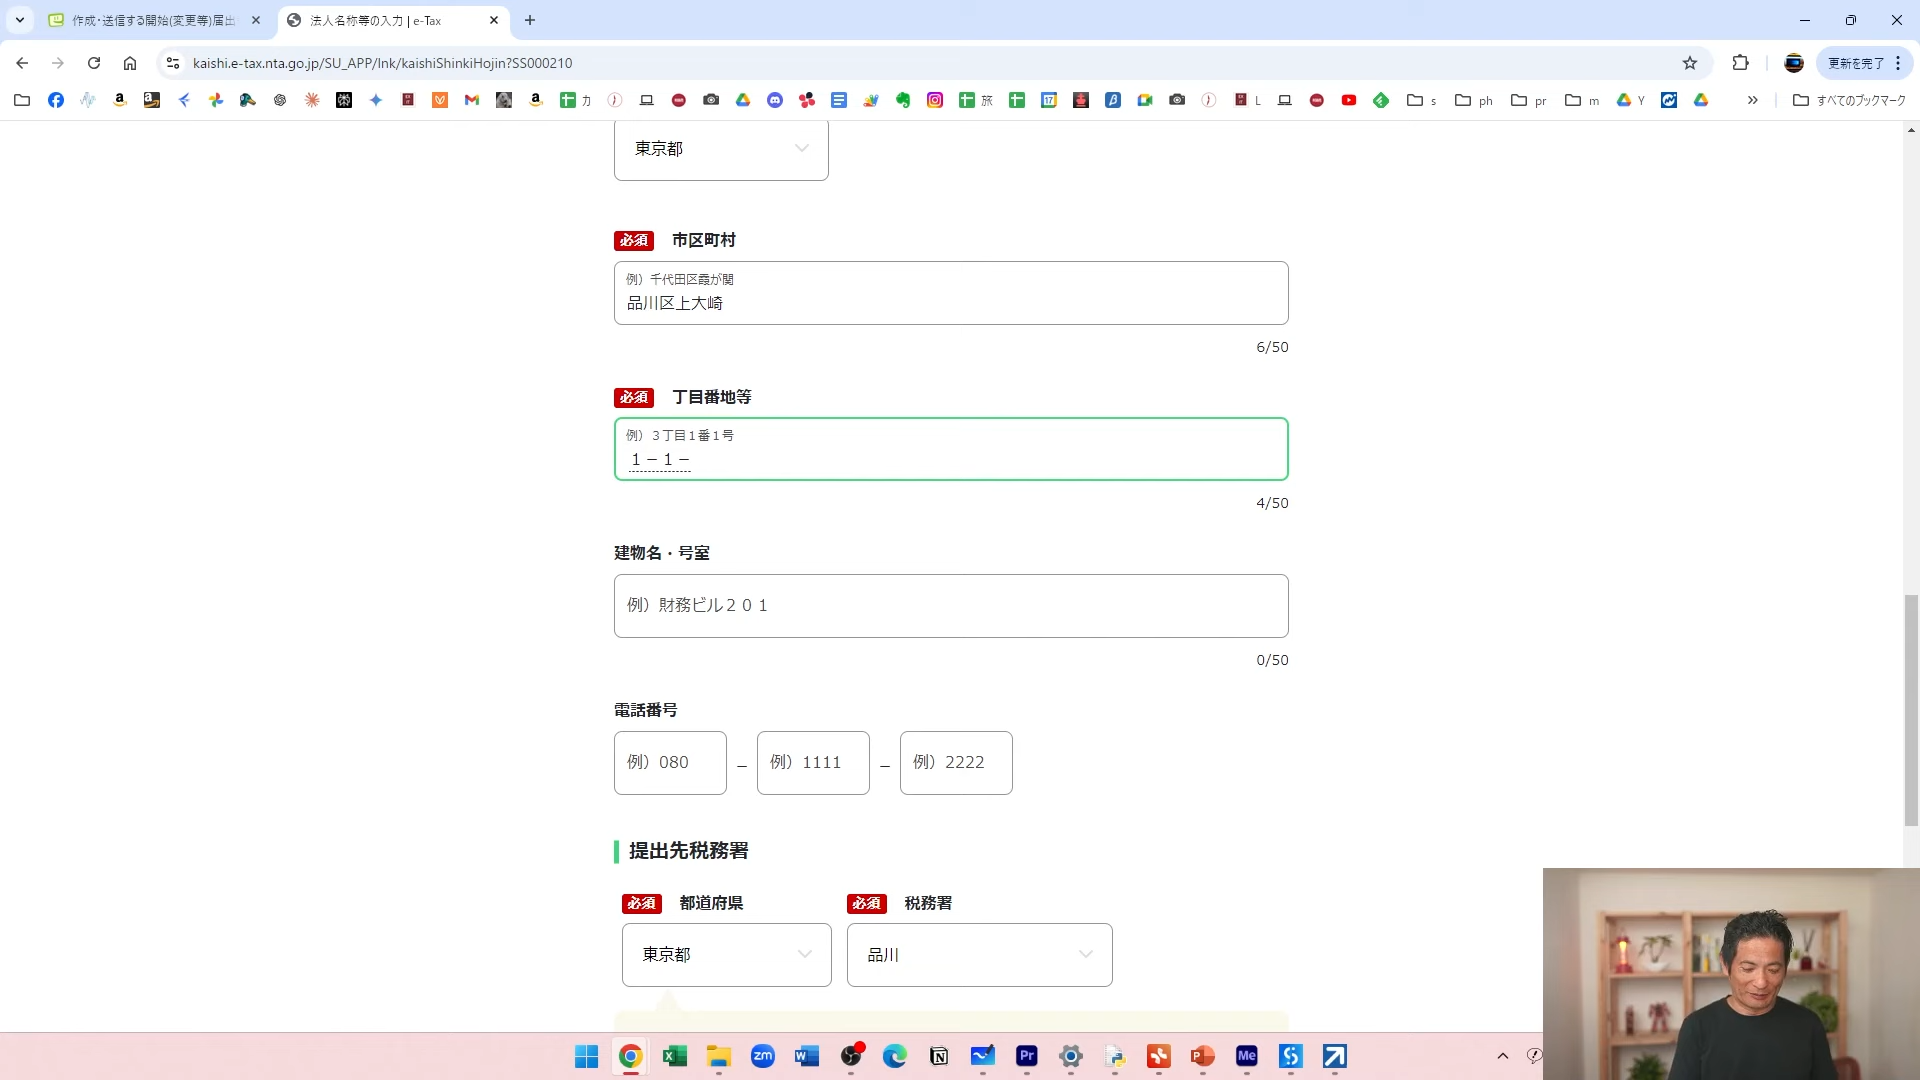 作成・送信する開始(変更等)届出
法人名称等の入力 | e-Tax
kaishi.e-tax.nta.go.jp/SU_APP/lnk/kaishiShinkiHojin?SS000210
更新を完了
カ
旅
L
s
ph
pr
m
Y
すべてのブックマーク
東京都
必須 市区町村
例）千代田区霞が関
品川区上大崎
6/50
必須 丁目番地等
例）３丁目１番１号
１－１－
4/50
建物名・号室
例）財務ビル２０１
0/50
電話番号
例）080 – 例）1111 – 例）2222
提出先税務署
必須 都道府県 必須 税務署
東京都 品川